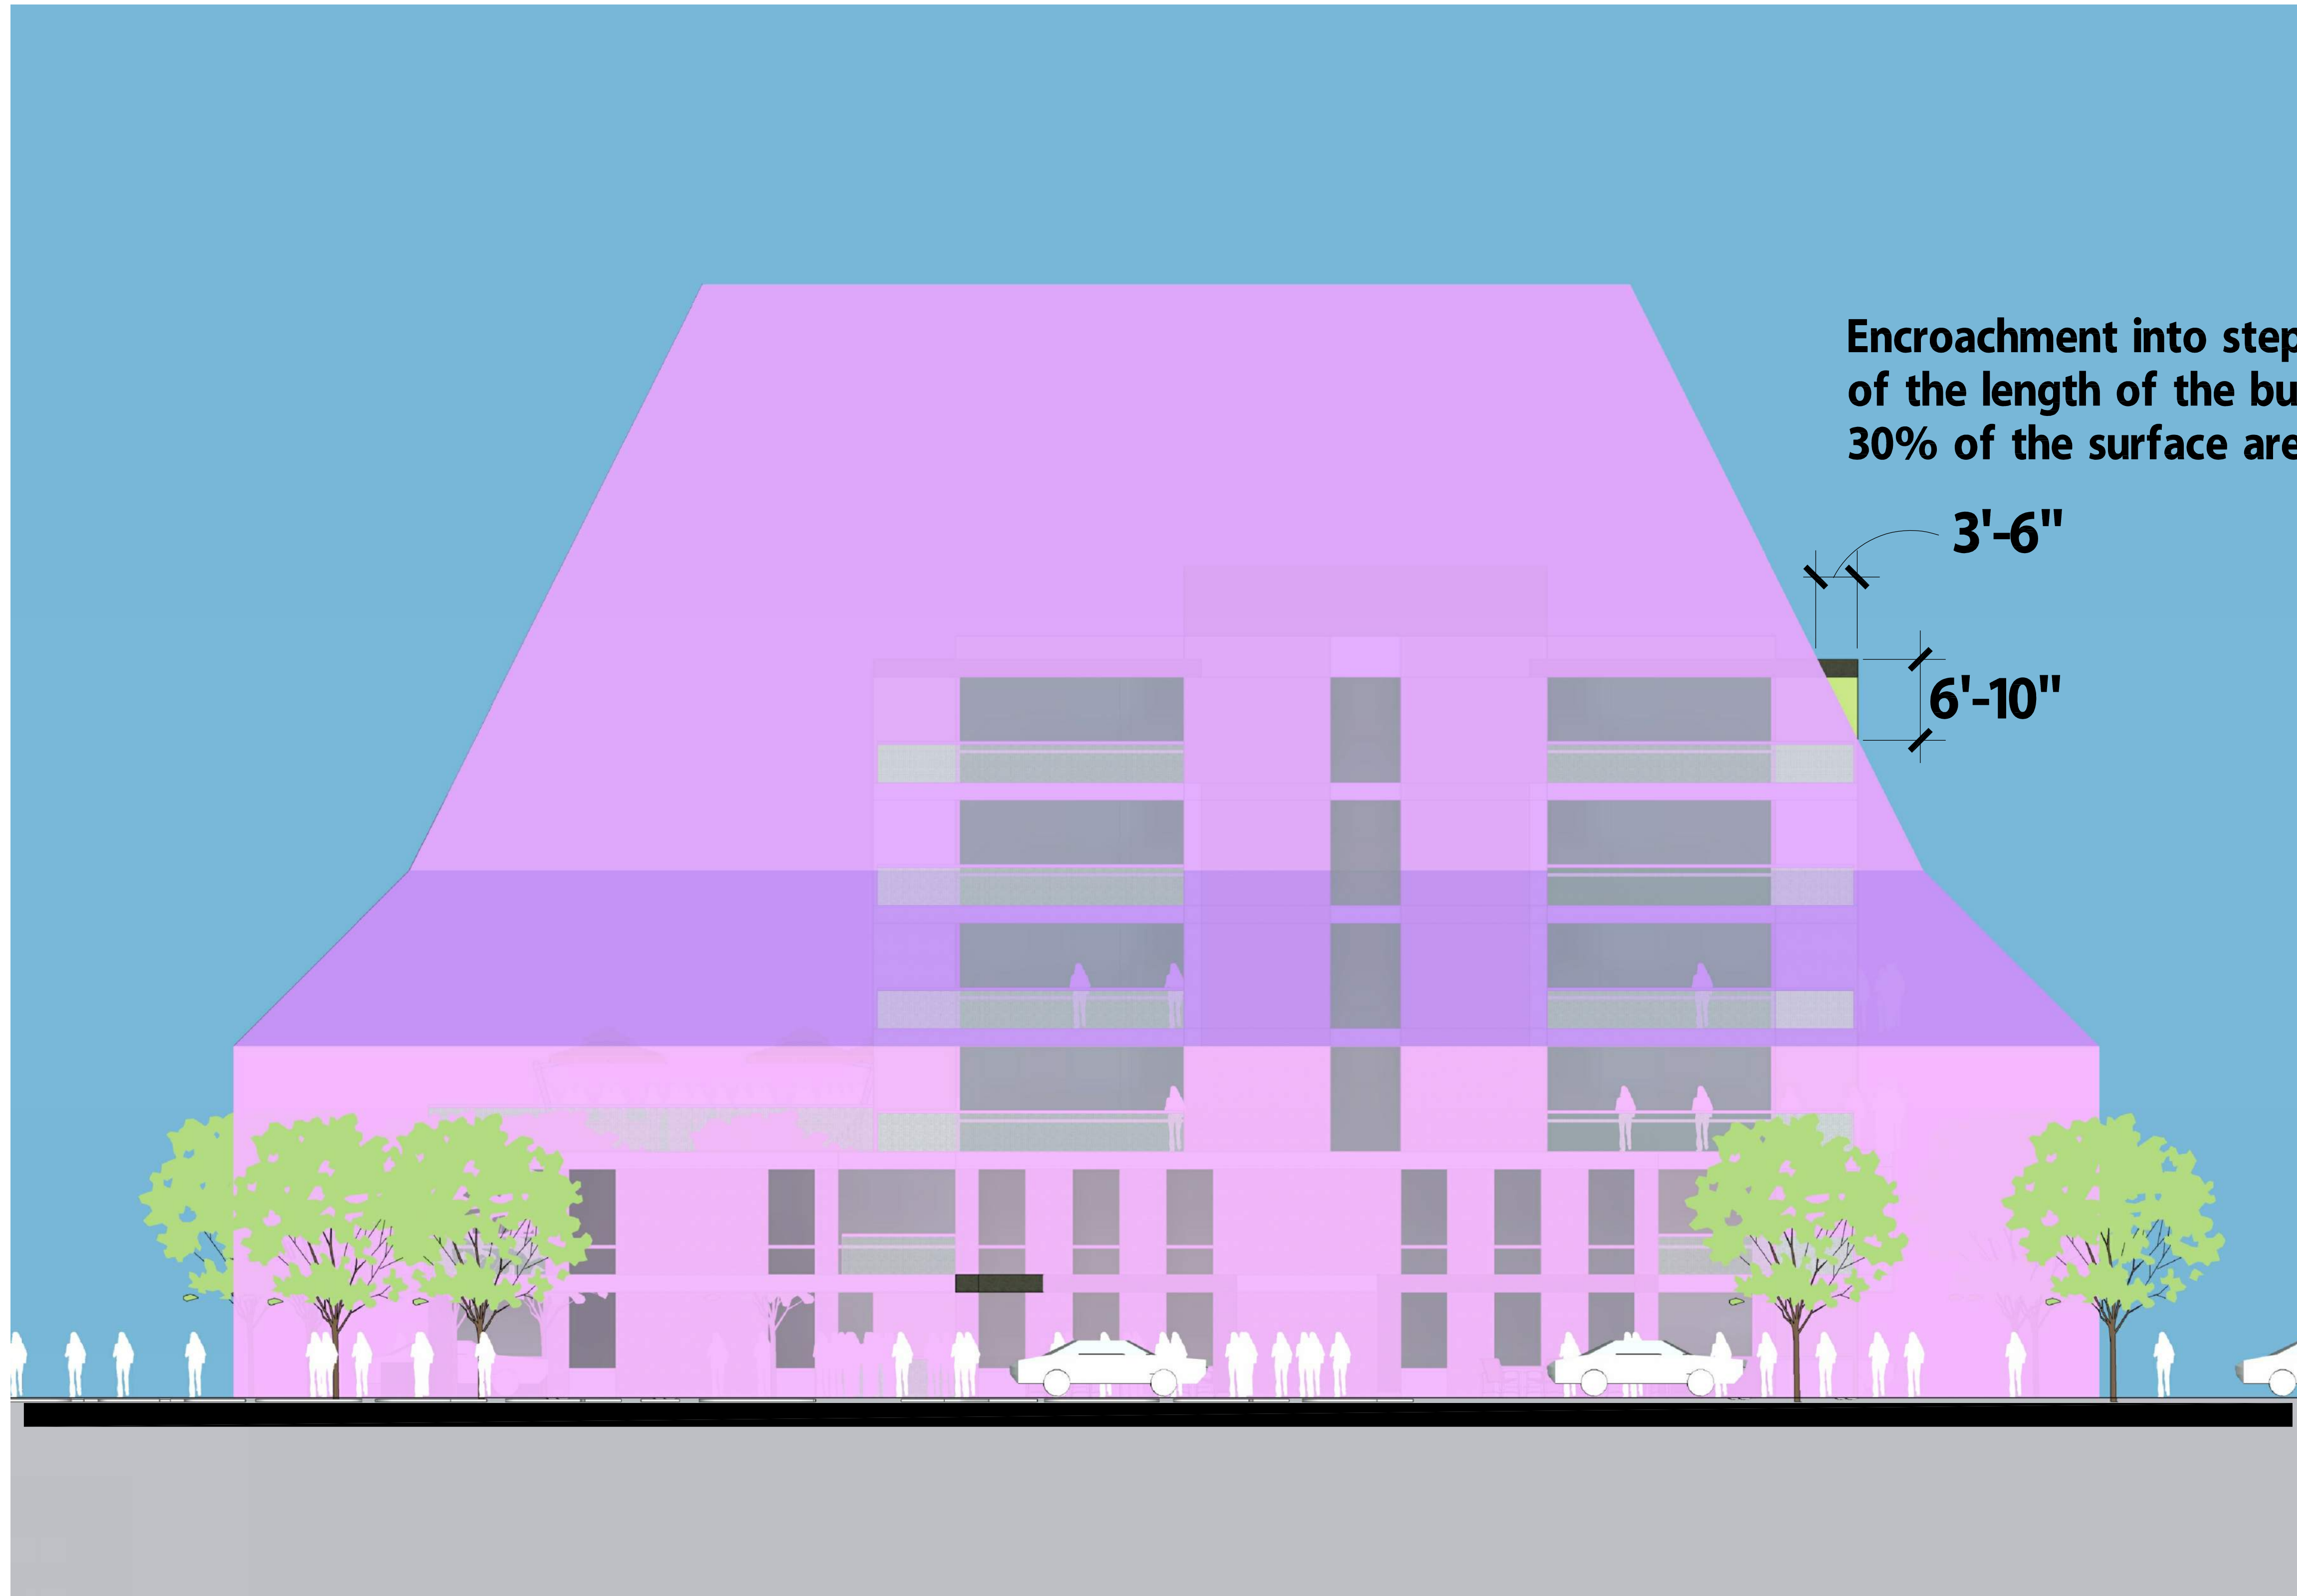 Encroachment into step
of the length of the bu
30% of the surface are
3'-6"
6'-10"